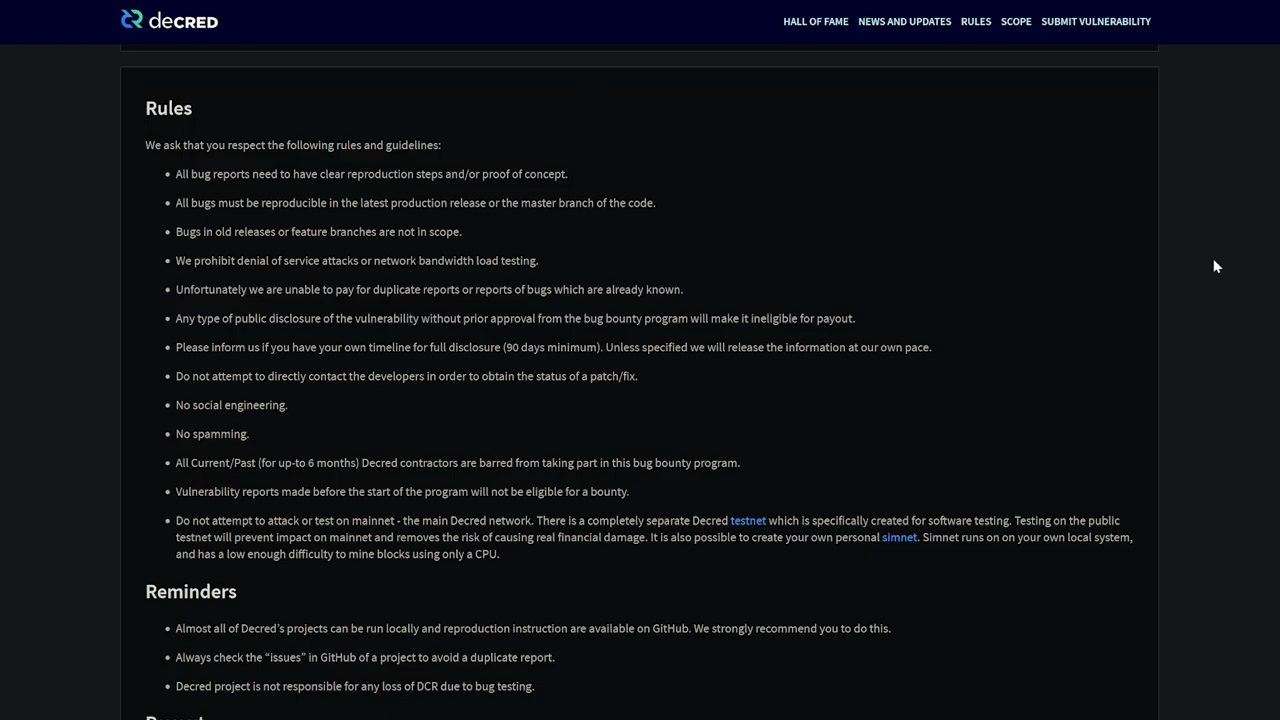 decRED
HALL OF FAME NEWS AND UPDATES RULES SCOPE SUBMIT VULNERABILITY
Rules
We ask that you respect the following rules and guidelines:
• All bug reports need to have clear reproduction steps and/or proof of concept.
• All bugs must be reproducible in the latest production release or the master branch of the code.
• Bugs in old releases or feature branches are not in scope.
• We prohibit denial of service attacks or network bandwidth load testing.
• Unfortunately we are unable to pay for duplicate reports or reports of bugs which are already known.
• Any type of public disclosure of the vulnerability without prior approval from the bug bounty program will make it ineligible for payout.
• Please inform us if you have your own timeline for full disclosure (90 days minimum). Unless specified we will release the information at our own pace.
• Do not attempt to directly contact the developers in order to obtain the status of a patch/fix.
• No social engineering.
• No spamming.
• All Current/Past (for up-to 6 months) Decred contractors are barred from taking part in this bug bounty program.
• Vulnerability reports made before the start of the program will not be eligible for a bounty.
• Do not attempt to attack or test on mainnet - the main Decred network. There is a completely separate Decred testnet which is specifically created for software testing. Testing on the public
testnet will prevent impact on mainnet and removes the risk of causing real financial damage. It is also possible to create your own personal simnet. Simnet runs on on your own local system,
and has a low enough difficulty to mine blocks using only a CPU.
Reminders
• Almost all of Decred's projects can be run locally and reproduction instruction are available on GitHub. We strongly recommend you to do this.
• Always check the “issues” in GitHub of a project to avoid a duplicate report.
• Decred project is not responsible for any loss of DCR due to bug testing.